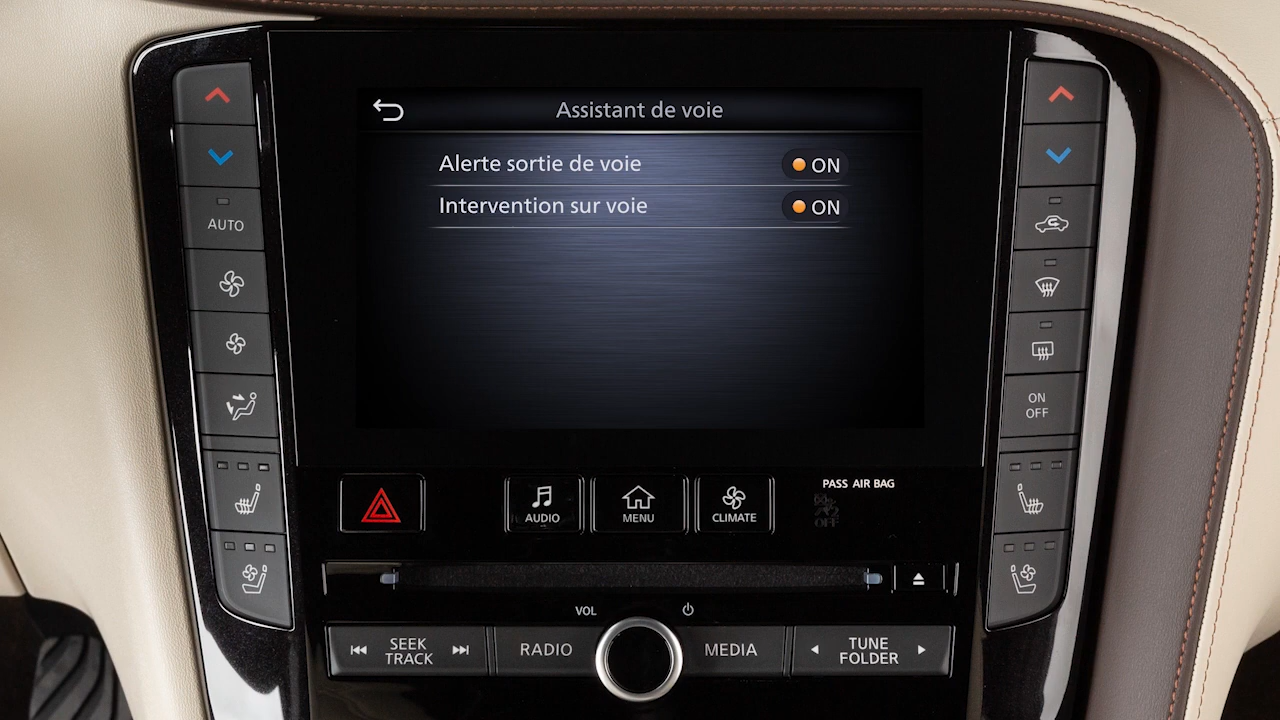 Assistant de voie
Alerte sortie de voie
ON
Intervention sur voie
ON
AUTO
ON
OFF
AUDIO
MENU
CLIMATE
PASS AIR BAG
OFF
VOL
SEEK
TRACK
RADIO
MEDIA
TUNE
FOLDER